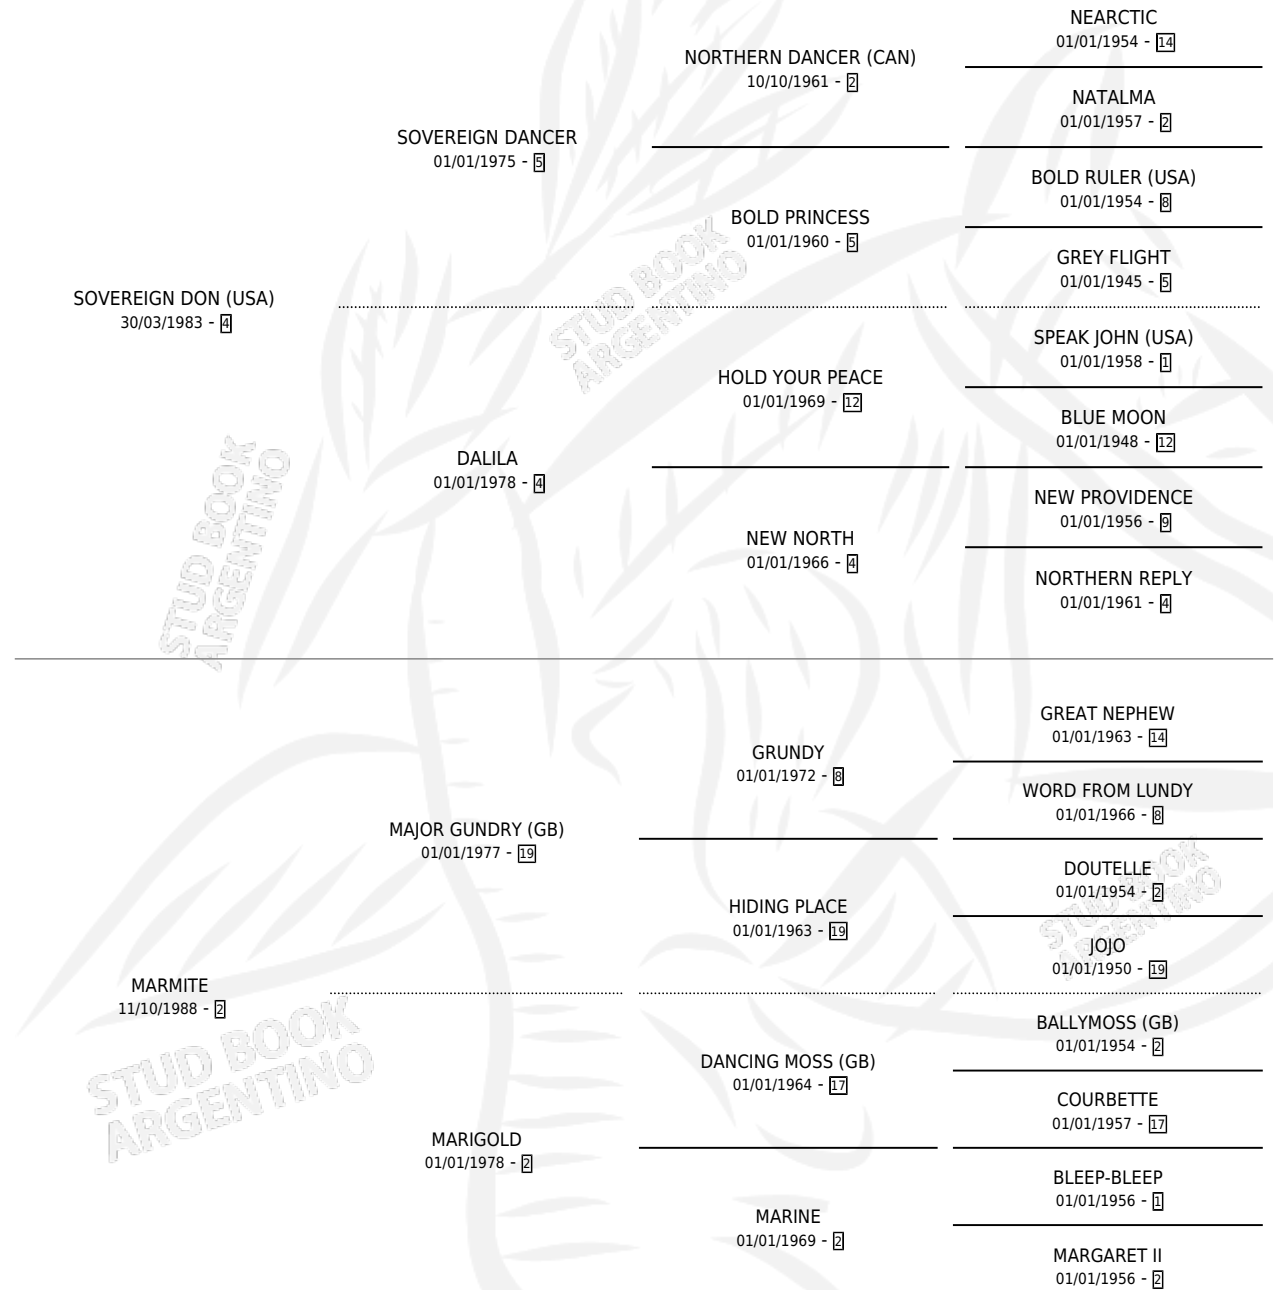 NEARCTIC
01/01/1954 - 14
NORTHERN DANCER (CAN)
10/10/1961 - 2
NATALMA
01/01/1957 - 2
SOVEREIGN DANCER
01/01/1975 - 5
BOLD RULER (USA)
01/01/1954 - 8
BOLD PRINCESS
01/01/1960 - 5
GREY FLIGHT
01/01/1945 - 5
SOVEREIGN DON (USA)
30/03/1983 - 4
STUD BOOK
ARGENTINO
SPEAK JOHN (USA)
01/01/1958 - 1
HOLD YOUR PEACE
01/01/1969 - 12
BLUE MOON
01/01/1948 - 12
DALILA
01/01/1978 - 4
NEW PROVIDENCE
01/01/1956 - 9
NEW NORTH
01/01/1966 - 4
NORTHERN REPLY
01/01/1961 - 4
STUD BOOK
ARGENTINO
GREAT NEPHEW
01/01/1963 - 14
GRUNDY
01/01/1972 - 8
WORD FROM LUNDY
01/01/1966 - 8
MAJOR GUNDRY (GB)
01/01/1977 - 19
DOUTELLE
01/01/1954 - 2
HIDING PLACE
01/01/1963 - 19
JOJO
01/01/1950 - 19
STUD BOOK
ARGENTINO
MARMITE
11/10/1988 - 2
BALLYMOSS (GB)
01/01/1954 - 2
DANCING MOSS (GB)
01/01/1964 - 17
COURBETTE
01/01/1957 - 17
STUD BOOK
ARGENTINO
MARIGOLD
01/01/1978 - 2
BLEEP-BLEEP
01/01/1956 - 1
MARINE
01/01/1969 - 2
MARGARET II
01/01/1956 - 2